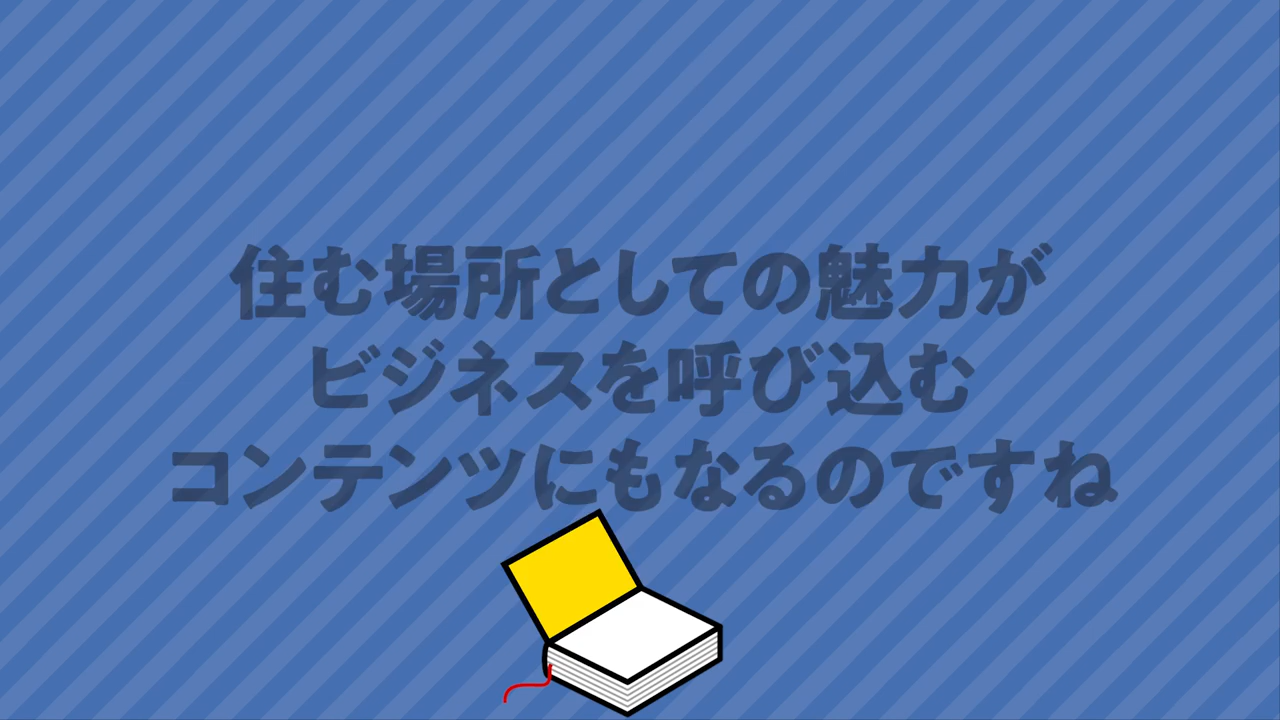 住む場所としての魅力が
ビジネスを呼び込む
コンテンツにもなるのですね